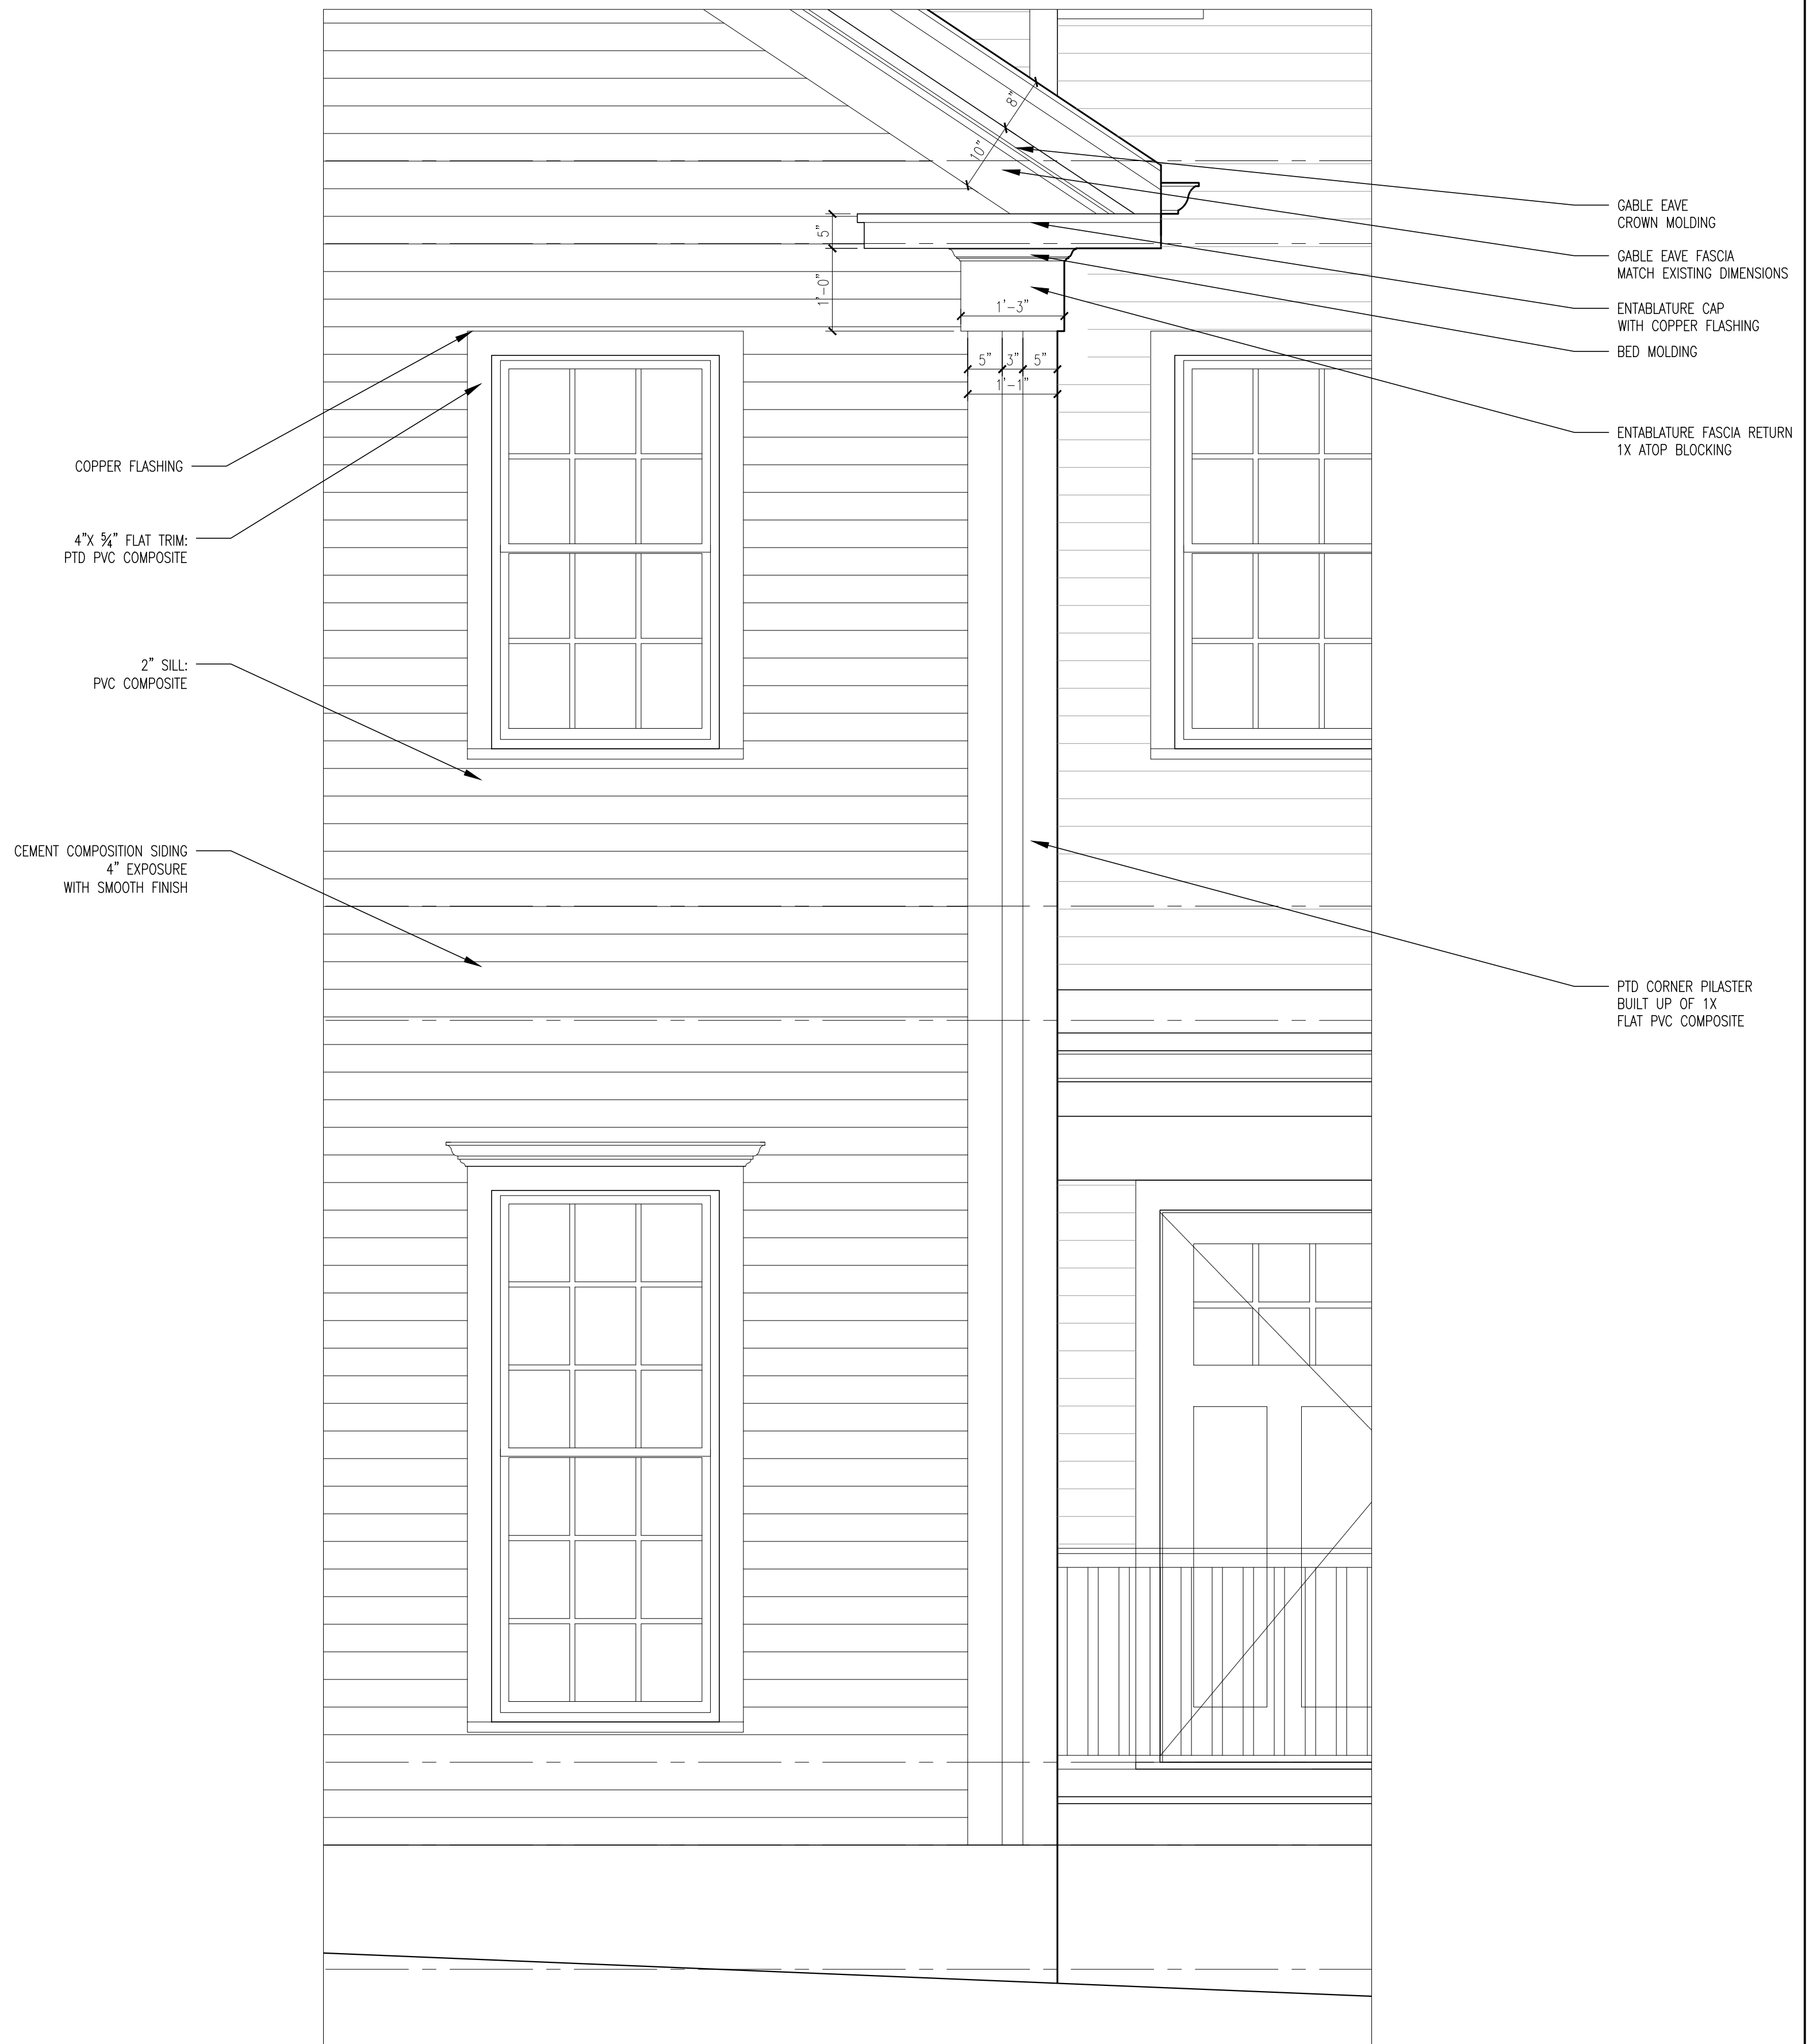 8"
10"
GABLE EAVE
CROWN MOLDING
5"
GABLE EAVE FASCIA
MATCH EXISTING DIMENSIONS
1'-0"
1'-3"
ENTABLATURE CAP
WITH COPPER FLASHING
BED MOLDING
5" 3" 5"
1'-1"
ENTABLATURE FASCIA RETURN
1X ATOP BLOCKING
COPPER FLASHING
4"X 5/4" FLAT TRIM:
PTD PVC COMPOSITE
2" SILL:
PVC COMPOSITE
CEMENT COMPOSITION SIDING
4" EXPOSURE
WITH SMOOTH FINISH
PTD CORNER PILASTER
BUILT UP OF 1X
FLAT PVC COMPOSITE